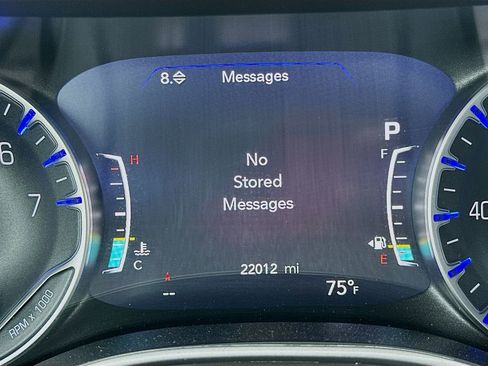 8. Messages
P
6
7
RPM x 1000
H
C
No
Stored
Messages
F
E
40
A
--
22012 mi
75°F